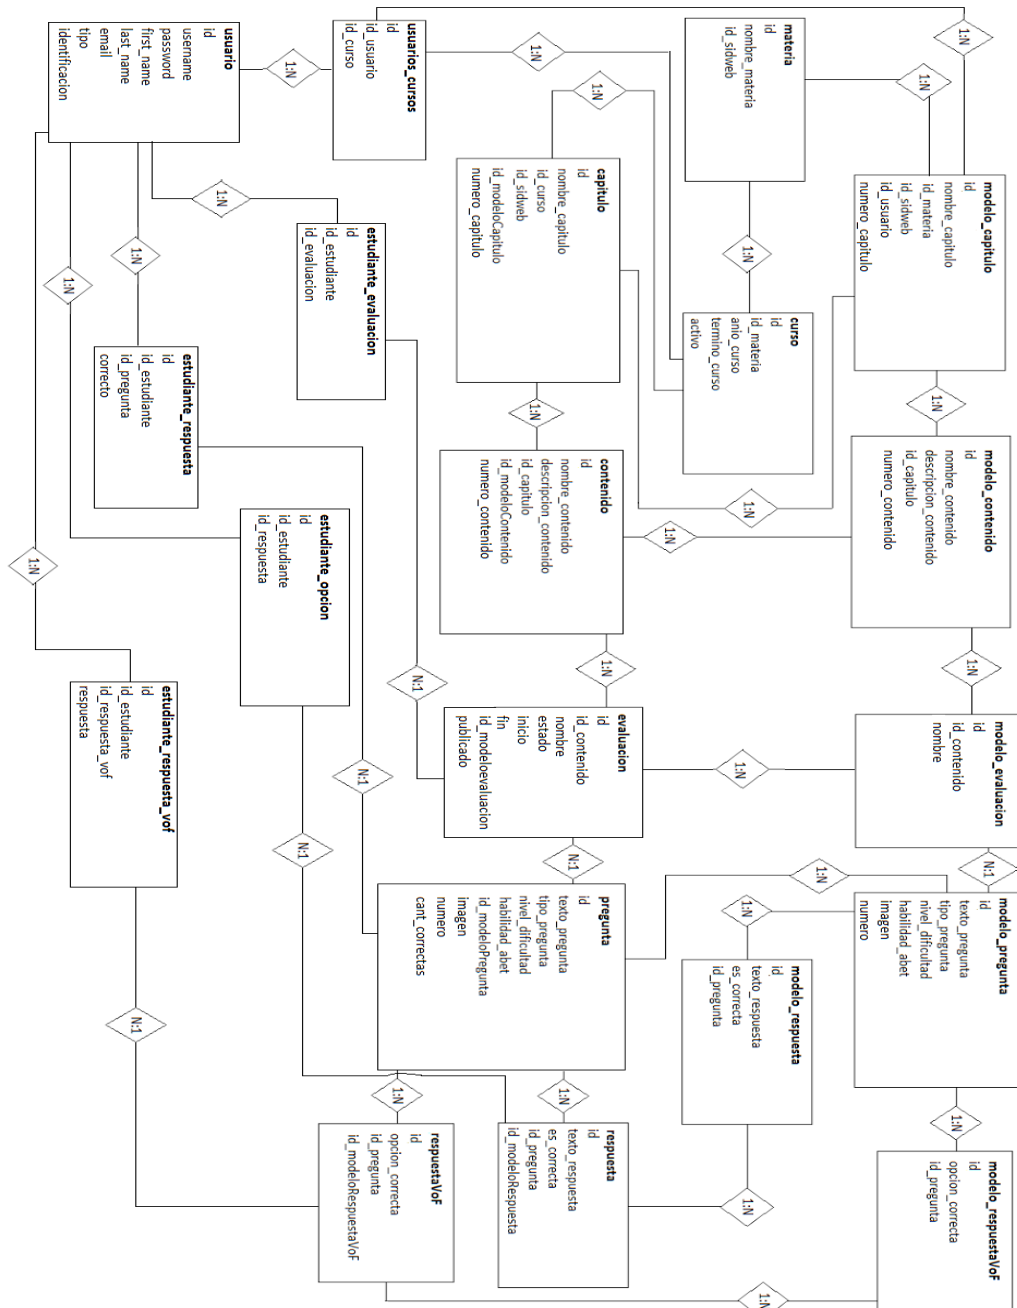 1:N
modelo_capitulo
id
nombre_capitulo
id_materia
id_sidweb
id_usuario
numero_capitulo
1:N
modelo_contenido
id
nombre_contenido
descripcion_contenido
id_capitulo
numero_contenido
1:N
modelo_evaluacion
id
id_contenido
nombre
N:1
modelo_pregunta
id
texto_pregunta
tipo_pregunta
nivel_dificultad
habilidad_abet
imagen
numero
1:N
modelo_respuestaVoF
id
opcion_correcta
id_pregunta
1:N
materia
id
nombre_materia
id_sidweb
1:N
curso
id
id_materia
anio_curso
termino_curso
activo
1:N
1:N
1:N
1:N
1:N
modelo_respuesta
id
texto_respuesta
es_correcta
id_pregunta
1:N
1:N
1:N
1:N
capitulo
id
nombre_capitulo
id_curso
id_sidweb
id_modeloCapitulo
numero_capitulo
1:N
contenido
id
nombre_contenido
descripcion_contenido
id_capitulo
id_modeloContenido
numero_contenido
1:N
evaluacion
id
id_contenido
nombre
estado
inicio
fin
id_modeloevaluacion
publicado
N:1
pregunta
id
texto_pregunta
tipo_pregunta
nivel_dificultad
habilidad_abet
id_modeloPregunta
imagen
numero
cant_correctas
1:N
respuesta
id
texto_respuesta
es_correcta
id_pregunta
id_modeloRespuesta
1:N
respuestaVoF
id
opcion_correcta
id_pregunta
id_modeloRespuestaVoF
usuarios_cursos
id
id_usuario
id_curso
1:N
N:1
estudiante_evaluacion
id
id_estudiante
id_evaluacion
N:1
estudiante_opcion
id
id_estudiante
id_respuesta
N:1
usuario
id
username
password
first_name
last_name
email
tipo
identificacion
1:N
1:N
estudiante_respuesta
id
id_estudiante
id_pregunta
correcto
1:N
estudiante_respuesta_vof
id
id_estudiante
id_respuesta_vof
respuesta
N:1
1:N